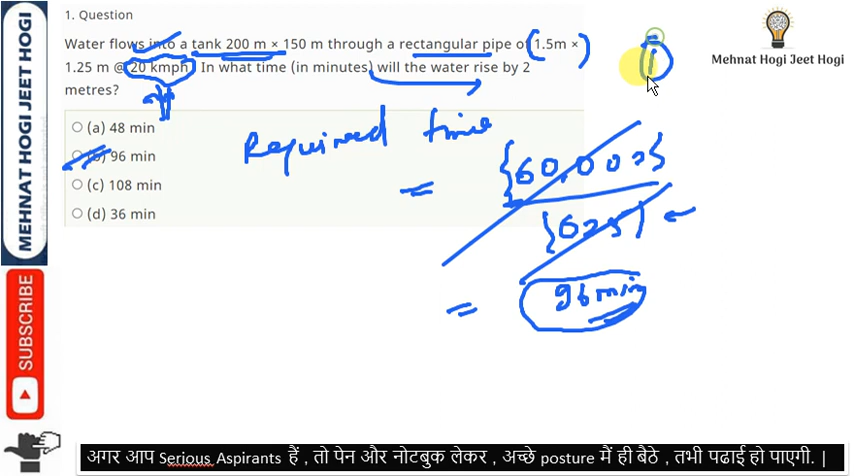 MEHNAT HOGI JEET HOGI
SUBSCRIBE
1. Question
Water flows into a tank 200 m × 150 m through a rectangular pipe of 1.5m ×
1.25 m @ 20 kmph. In what time (in minutes) will the water rise by 2
metres?
(a) 48 min
(b) 96 min
(c) 108 min
(d) 36 min
Mehnat Hogi Jeet Hogi
Required time
= {60,000}
{625}
= 96 min
अगर आप Serious Aspirants हैं , तो पेन और नोटबुक लेकर , अच्छे posture मैं ही बैठे , तभी पढाई हो पाएगी. |